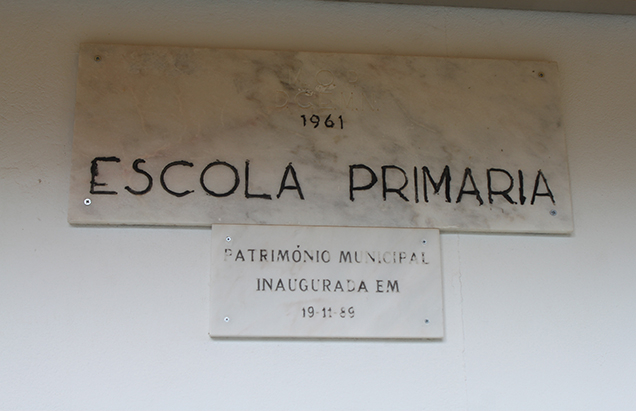 1961
ESCOLA PRIMARIA
PATRIMÓNIO MUNICIPAL
INAUGURADA EM
19-11-89